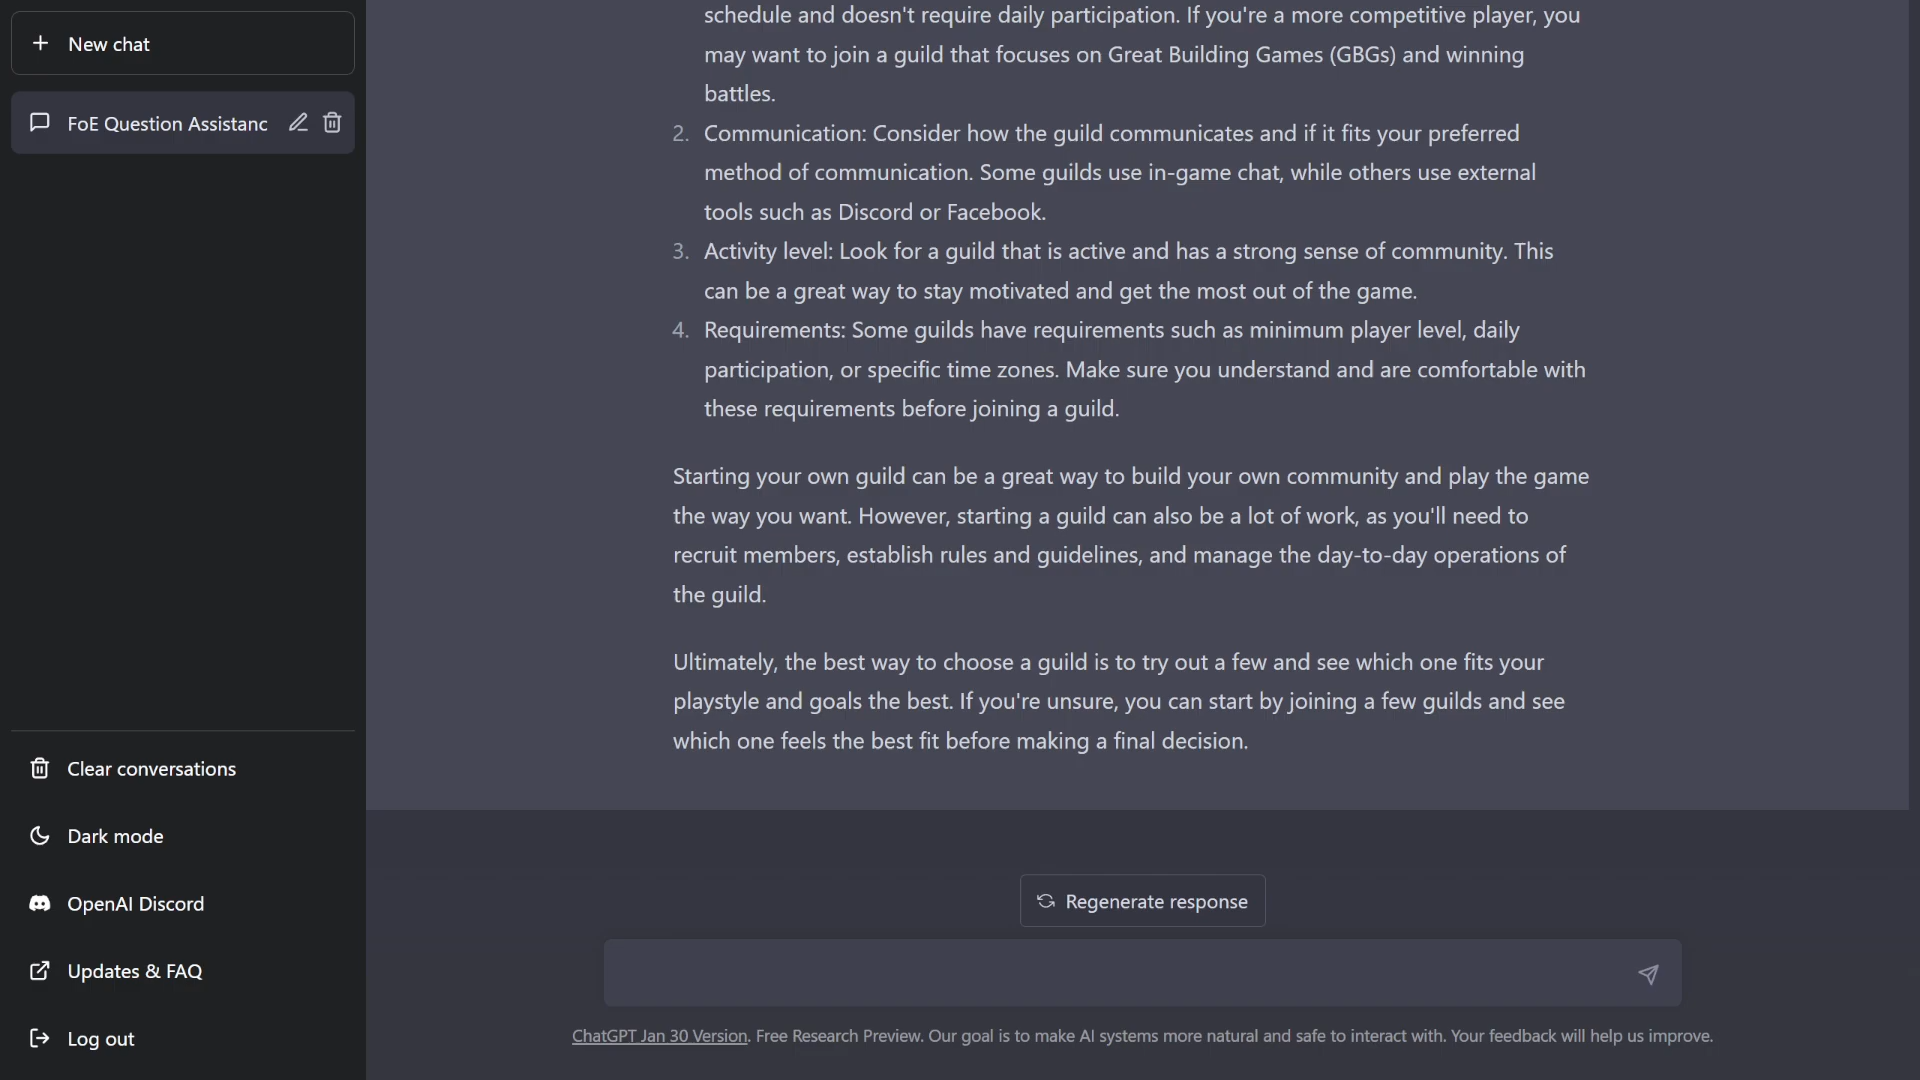 New chat
FoE Question Assistanc
Clear conversations
Dark mode
OpenAI Discord
Updates & FAQ
Log out
schedule and doesn't require daily participation. If you're a more competitive player, you
may want to join a guild that focuses on Great Building Games (GBGs) and winning
battles.
2. Communication: Consider how the guild communicates and if it fits your preferred
method of communication. Some guilds use in-game chat, while others use external
tools such as Discord or Facebook.
3. Activity level: Look for a guild that is active and has a strong sense of community. This
can be a great way to stay motivated and get the most out of the game.
4. Requirements: Some guilds have requirements such as minimum player level, daily
participation, or specific time zones. Make sure you understand and are comfortable with
these requirements before joining a guild.
Starting your own guild can be a great way to build your own community and play the game
the way you want. However, starting a guild can also be a lot of work, as you'll need to
recruit members, establish rules and guidelines, and manage the day-to-day operations of
the guild.
Ultimately, the best way to choose a guild is to try out a few and see which one fits your
playstyle and goals the best. If you're unsure, you can start by joining a few guilds and see
which one feels the best fit before making a final decision.
Regenerate response
ChatGPT Jan 30 Version. Free Research Preview. Our goal is to make AI systems more natural and safe to interact with. Your feedback will help us improve.